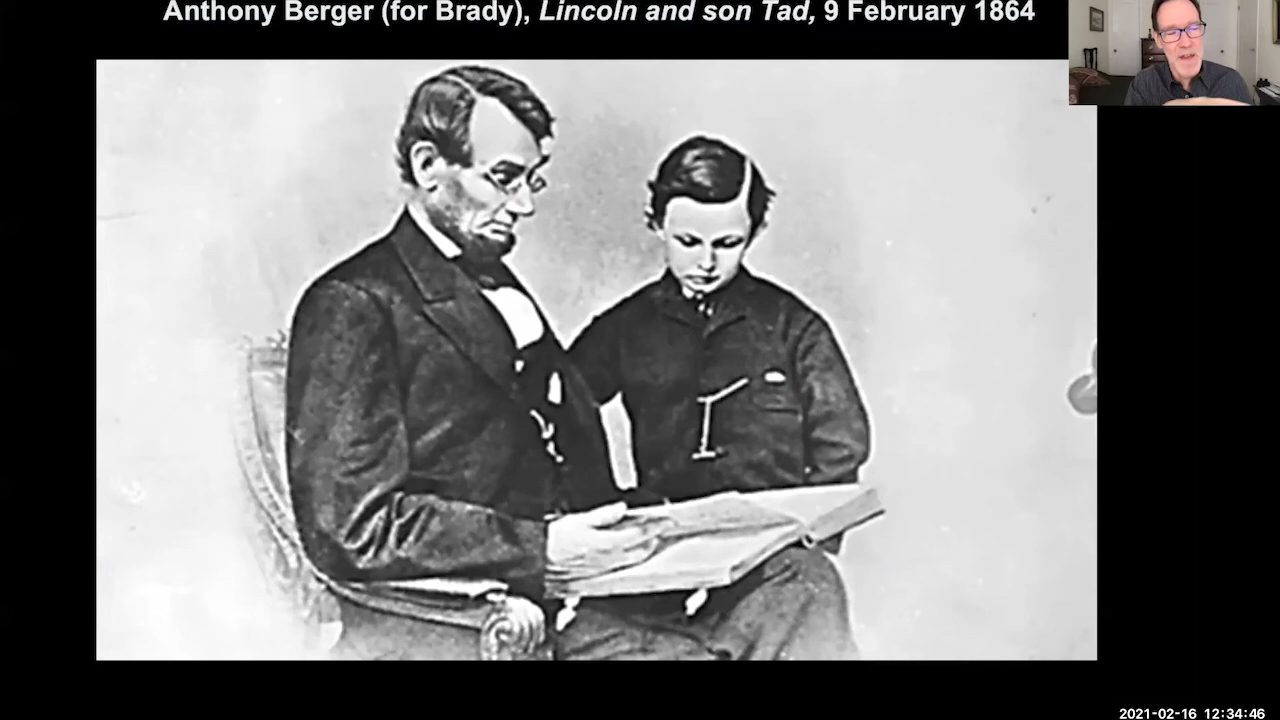 Anthony Berger (for Brady), Lincoln and son Tad, 9 February 1864
2021-02-16 12:34:46